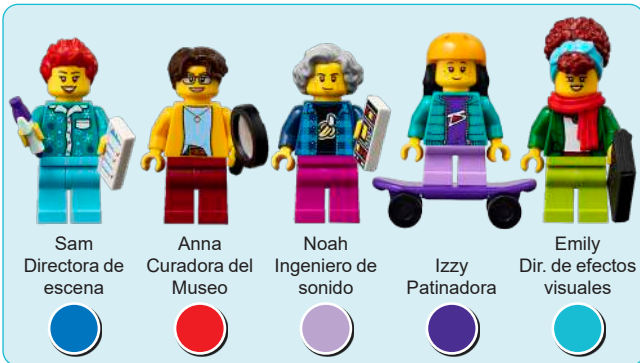 Sam
Directora de
escena
Anna
Curadora del
Museo
Noah
Ingeniero de
sonido
Izzy
Patinadora
Emily
Dir. de efectos
visuales